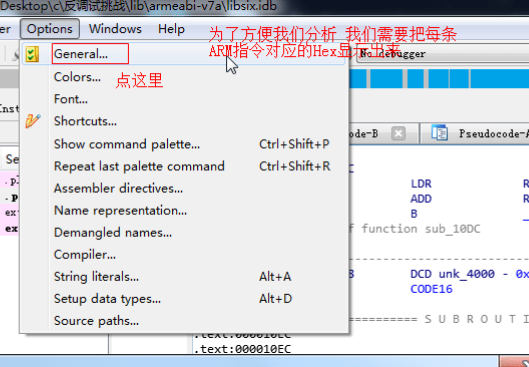 Desktop\c\反调试挑战\lib\armeabi-v7a\libsix.idb
er Options Windows Help
为了方便我们分析 我们需要把每条
ARM指令对应的Hex显示出来
General...
No debugger
Colors...
点这里
Font...
Shortcuts...
Show command palette... Ctrl+Shift+P
Repeat last palette command Ctrl+Shift+R
Assembler directives...
Name representation...
Demangled names...
Compiler...
String literals... Alt+A
Setup data types... Alt+D
Source paths...
Inst
ode-B
Pseudocode-A
Se
.pl
.p
ext
ex
C
LDR R
ADD R
B
f function sub_10DC
DCD unk_4000 - 0x
CODE16
========== S U B R O U T I
.text:000010EC
.text:000010EC